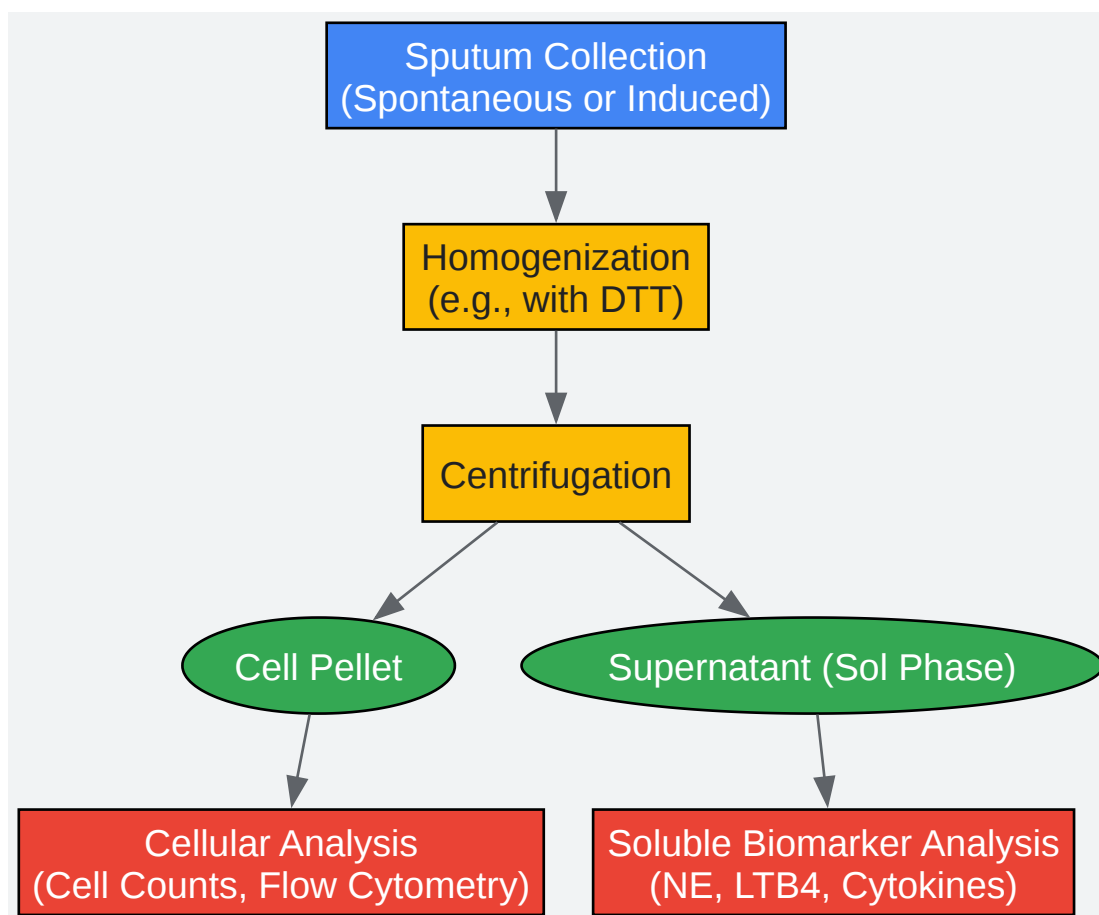 Sputum Collection
(Spontaneous or Induced)
Homogenization
(e.g., with DTT)
Centrifugation
Cell Pellet
Supernatant (Sol Phase)
Cellular Analysis
(Cell Counts, Flow Cytometry)
Soluble Biomarker Analysis
(NE, LTB4, Cytokines)